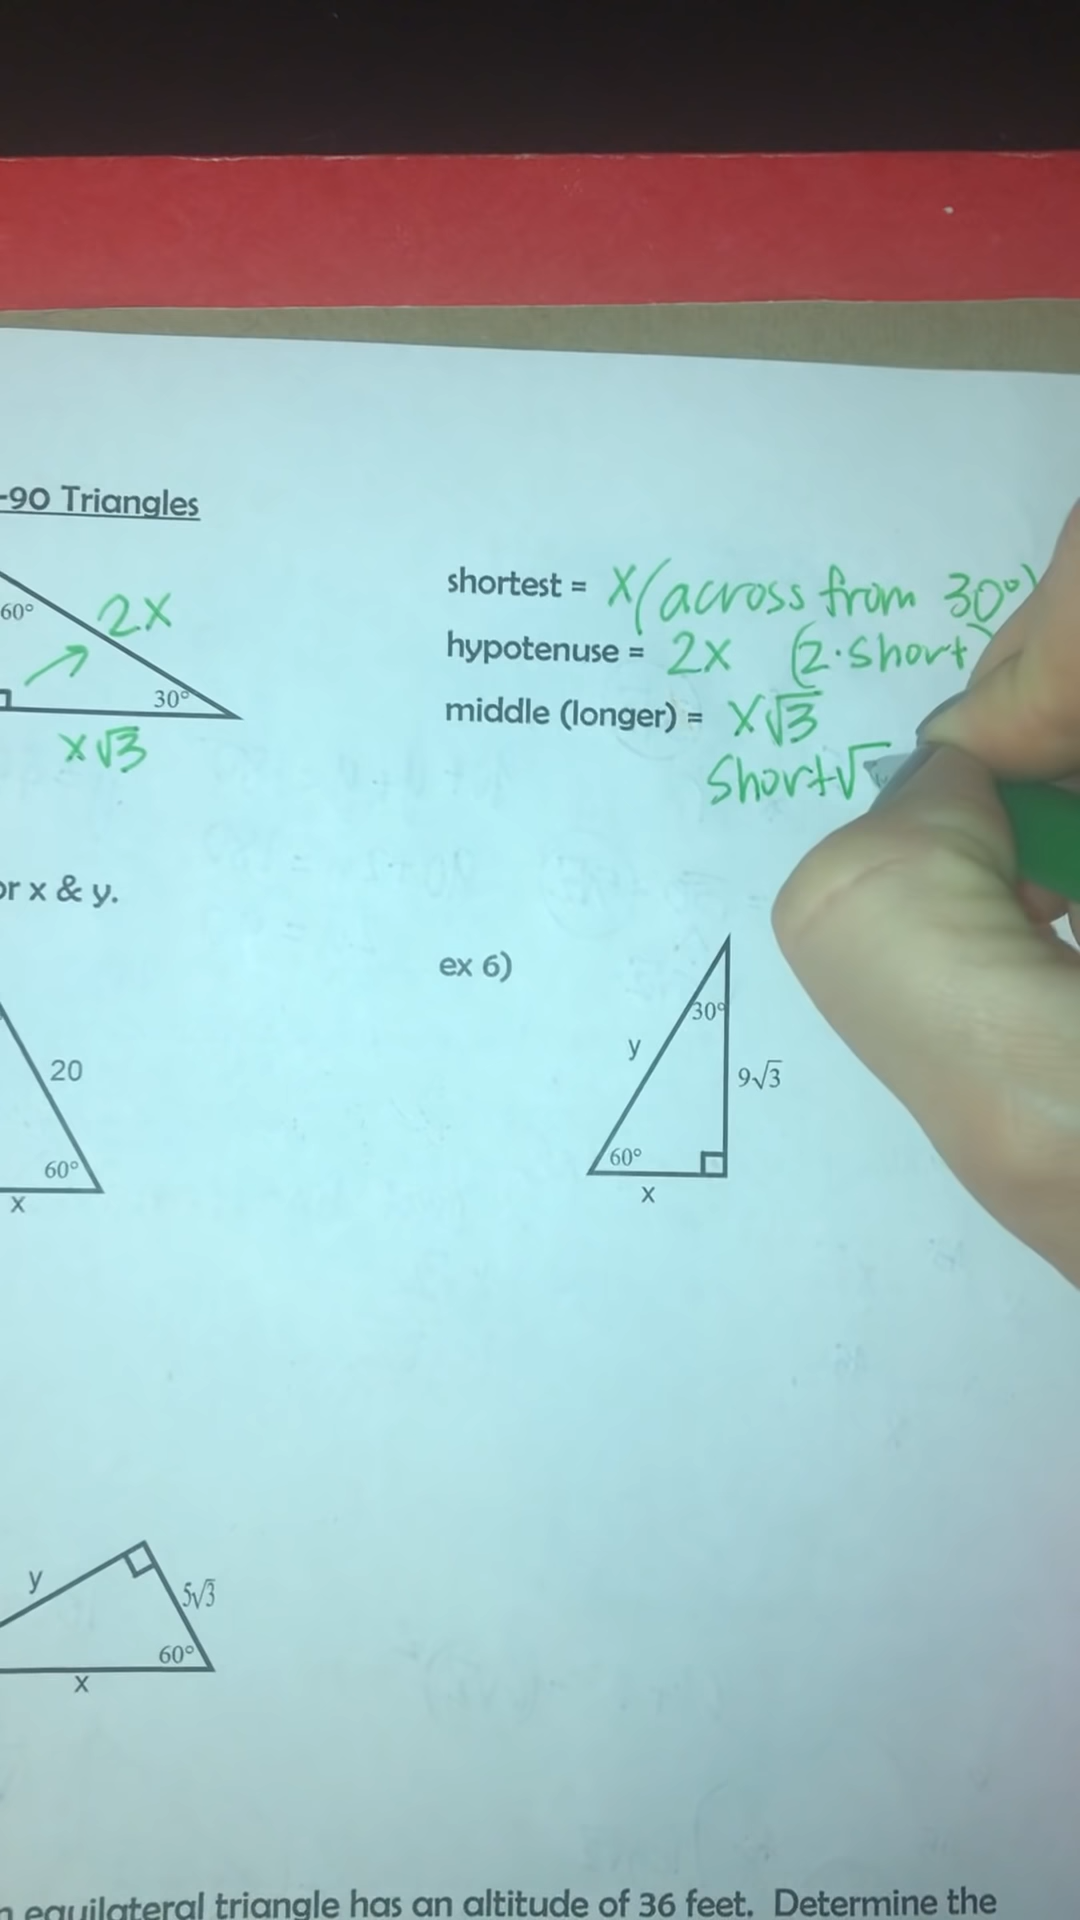 -90 Triangles
60°
2x
30°
x√3
shortest = x (across from 30°)
hypotenuse = 2x (2·short)
middle (longer) = x√3
short√
x & y.
20
60°
x
ex 6)
30°
y
9√3
60°
x
y
5√3
60°
x
equilateral triangle has an altitude of 36 feet. Determine the